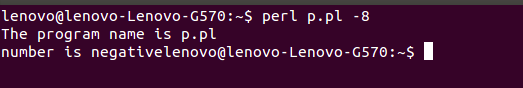 lenovo@lenovo-Lenovo-G570:~$ perl p.pl -8
The program name is p.pl
number is negativelenovo@lenovo-Lenovo-G570:~$